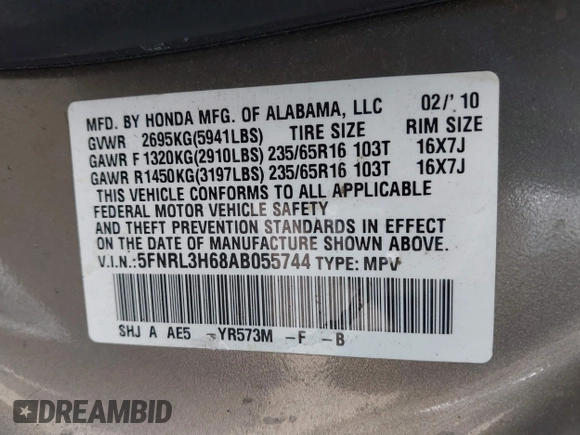 MFD. BY HONDA MFG. OF ALABAMA, LLC 02/'10
GVWR 2695KG(5941LBS) TIRE SIZE RIM SIZE
GAWR F1320KG(2910LBS) 235/65R16 103T 16X7J
GAWR R1450KG(3197LBS) 235/65R16 103T 16X7J
THIS VEHICLE CONFORMS TO ALL APPLICABLE
FEDERAL MOTOR VEHICLE SAFETY
AND THEFT PREVENTION STANDARDS IN EFFECT
ON THE DATE OF MANUFACTURE SHOWN ABOVE.
V.I.N.:5FNRL3H68AB055744 TYPE: MPV
SHJ A AE5 -YR573M -F -B
DREAMBID